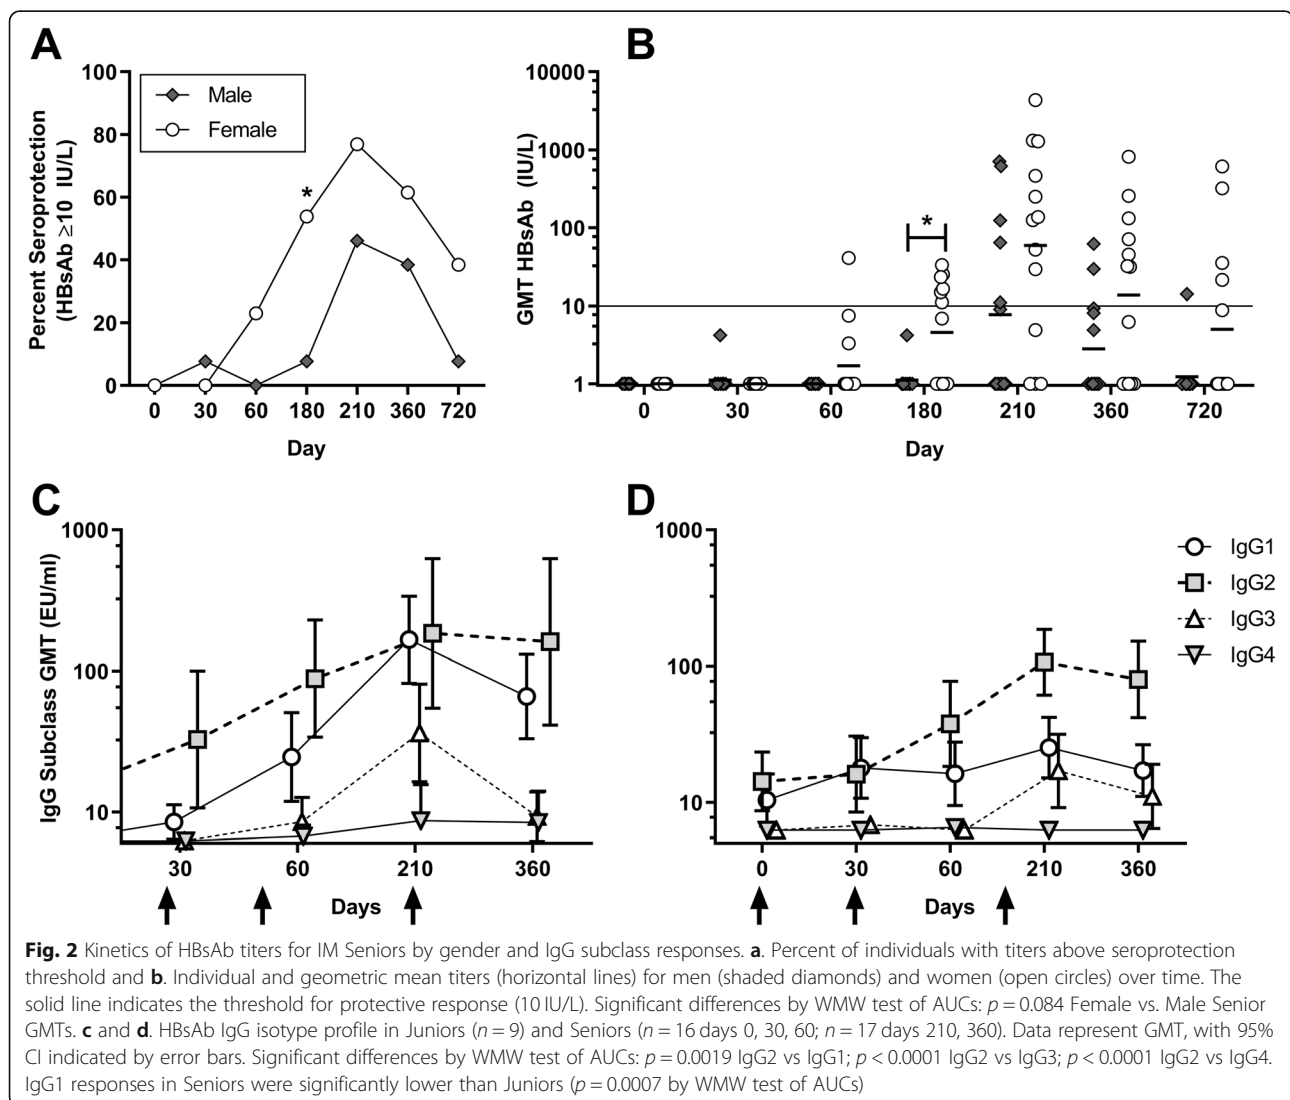 A
Percent Seroprotection
(HBsAb ≥10 IU/L)
100
80
60
40
20
0
Male
Female
*
0 30 60 180 210 360 720
Day
B
GMT HBsAb (IU/L)
10000
1000
100
10
1
*
0 30 60 180 210 360 720
Day
C
IgG Subclass GMT (EU/ml)
1000
100
10
30 60 210 360
Days
D
1000
100
10
0 30 60 210 360
Days
IgG1
IgG2
IgG3
IgG4
Fig. 2 Kinetics of HBsAb titers for IM Seniors by gender and IgG subclass responses. a. Percent of individuals with titers above seroprotection
threshold and b. Individual and geometric mean titers (horizontal lines) for men (shaded diamonds) and women (open circles) over time. The
solid line indicates the threshold for protective response (10 IU/L). Significant differences by WMW test of AUCs: p = 0.084 Female vs. Male Senior
GMTs. c and d. HBsAb IgG isotype profile in Juniors (n = 9) and Seniors (n = 16 days 0, 30, 60; n = 17 days 210, 360). Data represent GMT, with 95%
CI indicated by error bars. Significant differences by WMW test of AUCs: p = 0.0019 IgG2 vs IgG1; p < 0.0001 IgG2 vs IgG3; p < 0.0001 IgG2 vs IgG4.
IgG1 responses in Seniors were significantly lower than Juniors (p = 0.0007 by WMW test of AUCs)